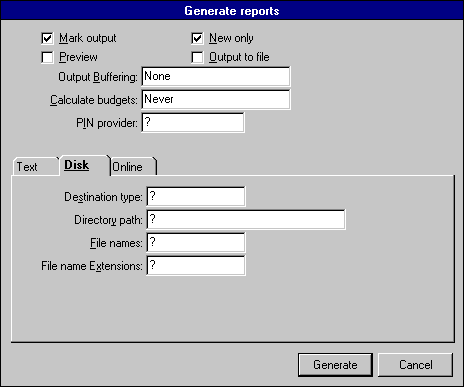 Generate reports
Mark output New only
Preview Output to file
Output Buffering: None
Calculate budgets: Never
PIN provider: ?
Text Disk Online
Destination type: ?
Directory path: ?
File names: ?
File name Extensions: ?
Generate Cancel